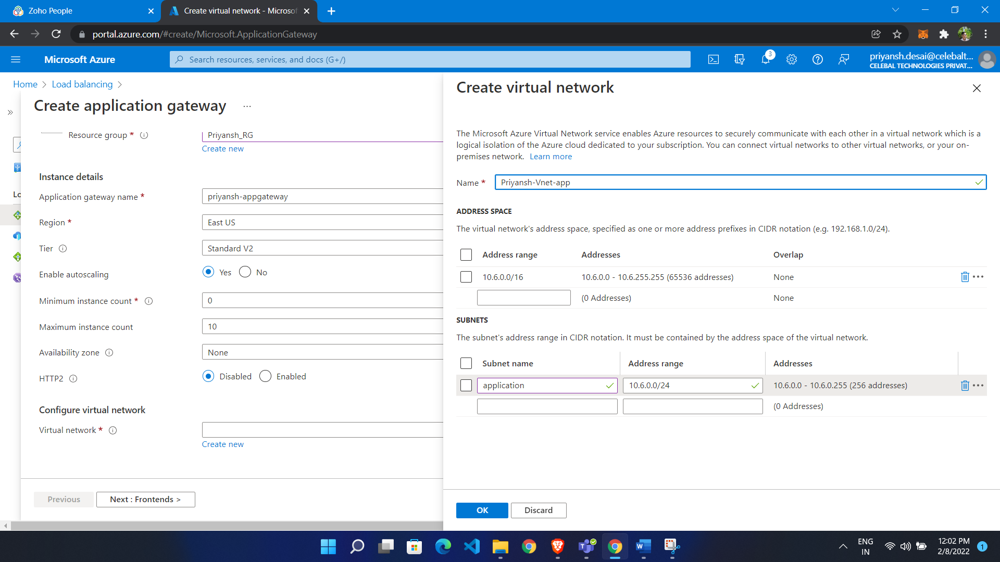 Zoho People
Create virtual network - Microsof
portal.azure.com/#create/Microsoft.ApplicationGateway
Microsoft Azure
Search resources, services, and docs (G+/)
3
priyansh.desai@celebalt...
CELEBAL TECHNOLOGIES PRIVAT...
Home > Load balancing >
Create application gateway ...
Resource group *
Priyansh_RG
Create new
Instance details
Lo
Application gateway name *
priyansh-appgateway
Region *
East US
Tier
Standard V2
Enable autoscaling
Yes
No
Minimum instance count *
0
Maximum instance count
10
Availability zone
None
HTTP2
Disabled
Enabled
Configure virtual network
Virtual network *
Create new
Previous
Next : Frontends >
Create virtual network
The Microsoft Azure Virtual Network service enables Azure resources to securely communicate with each other in a virtual network which is a
logical isolation of the Azure cloud dedicated to your subscription. You can connect virtual networks to other virtual networks, or your on-
premises network. Learn more
Name *
Priyansh-Vnet-app
ADDRESS SPACE
The virtual network's address space, specified as one or more address prefixes in CIDR notation (e.g. 192.168.1.0/24).
Address range Addresses Overlap
10.6.0.0/16 10.6.0.0 - 10.6.255.255 (65536 addresses) None
(0 Addresses) None
SUBNETS
The subnet's address range in CIDR notation. It must be contained by the address space of the virtual network.
Subnet name Address range Addresses
application 10.6.0.0/24 10.6.0.0 - 10.6.0.255 (256 addresses)
(0 Addresses)
OK
Discard
ENG
IN
12:02 PM
2/8/2022
1